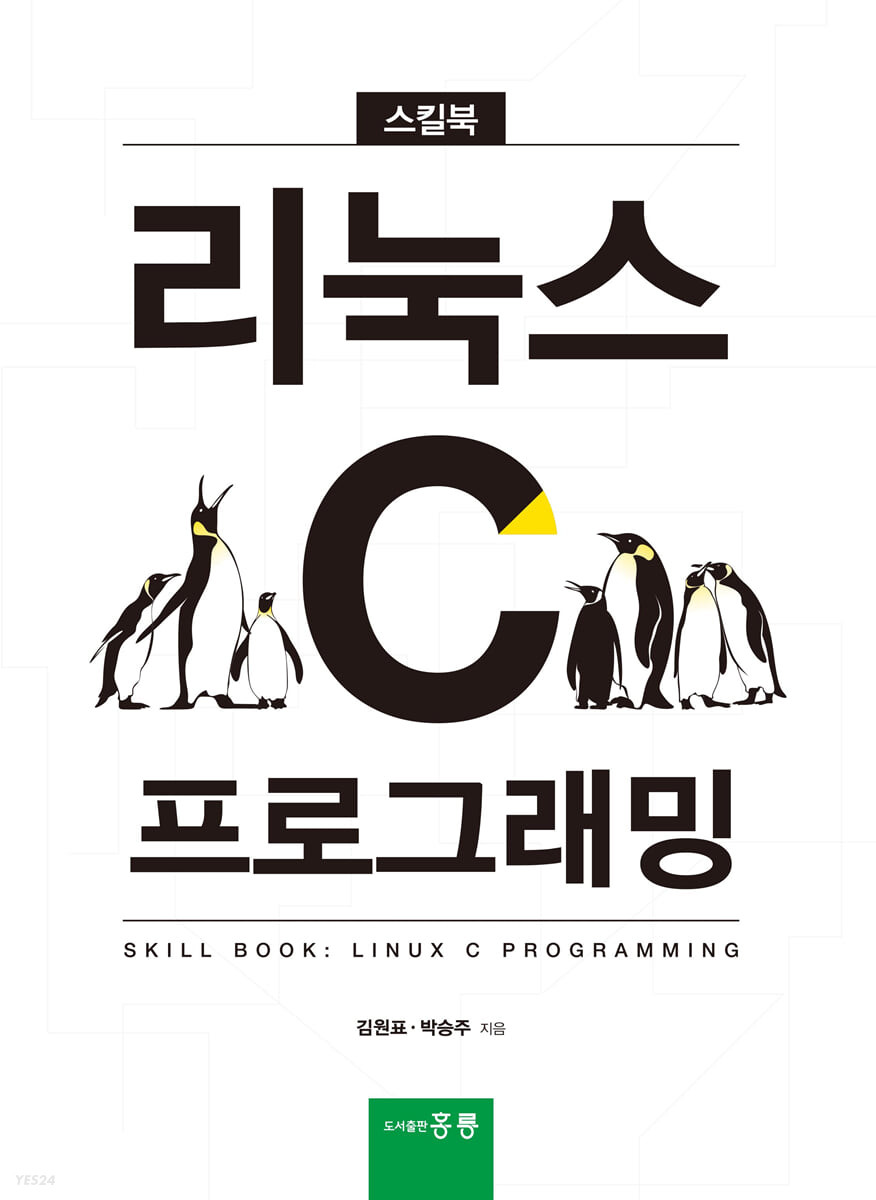 스킬북
리눅스
C
프로그래밍
SKILL BOOK: LINUX C PROGRAMMING
김원표 · 박승주 지음
도서출판 홍릉
YES24